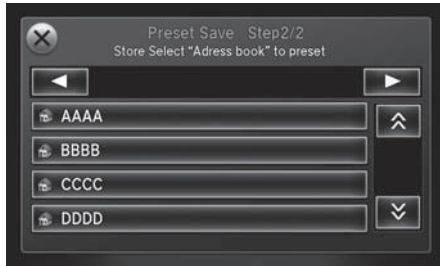 Preset Save Step2/2
Store Select “Adress book” to preset
AAAA
BBBB
CCCC
DDDD